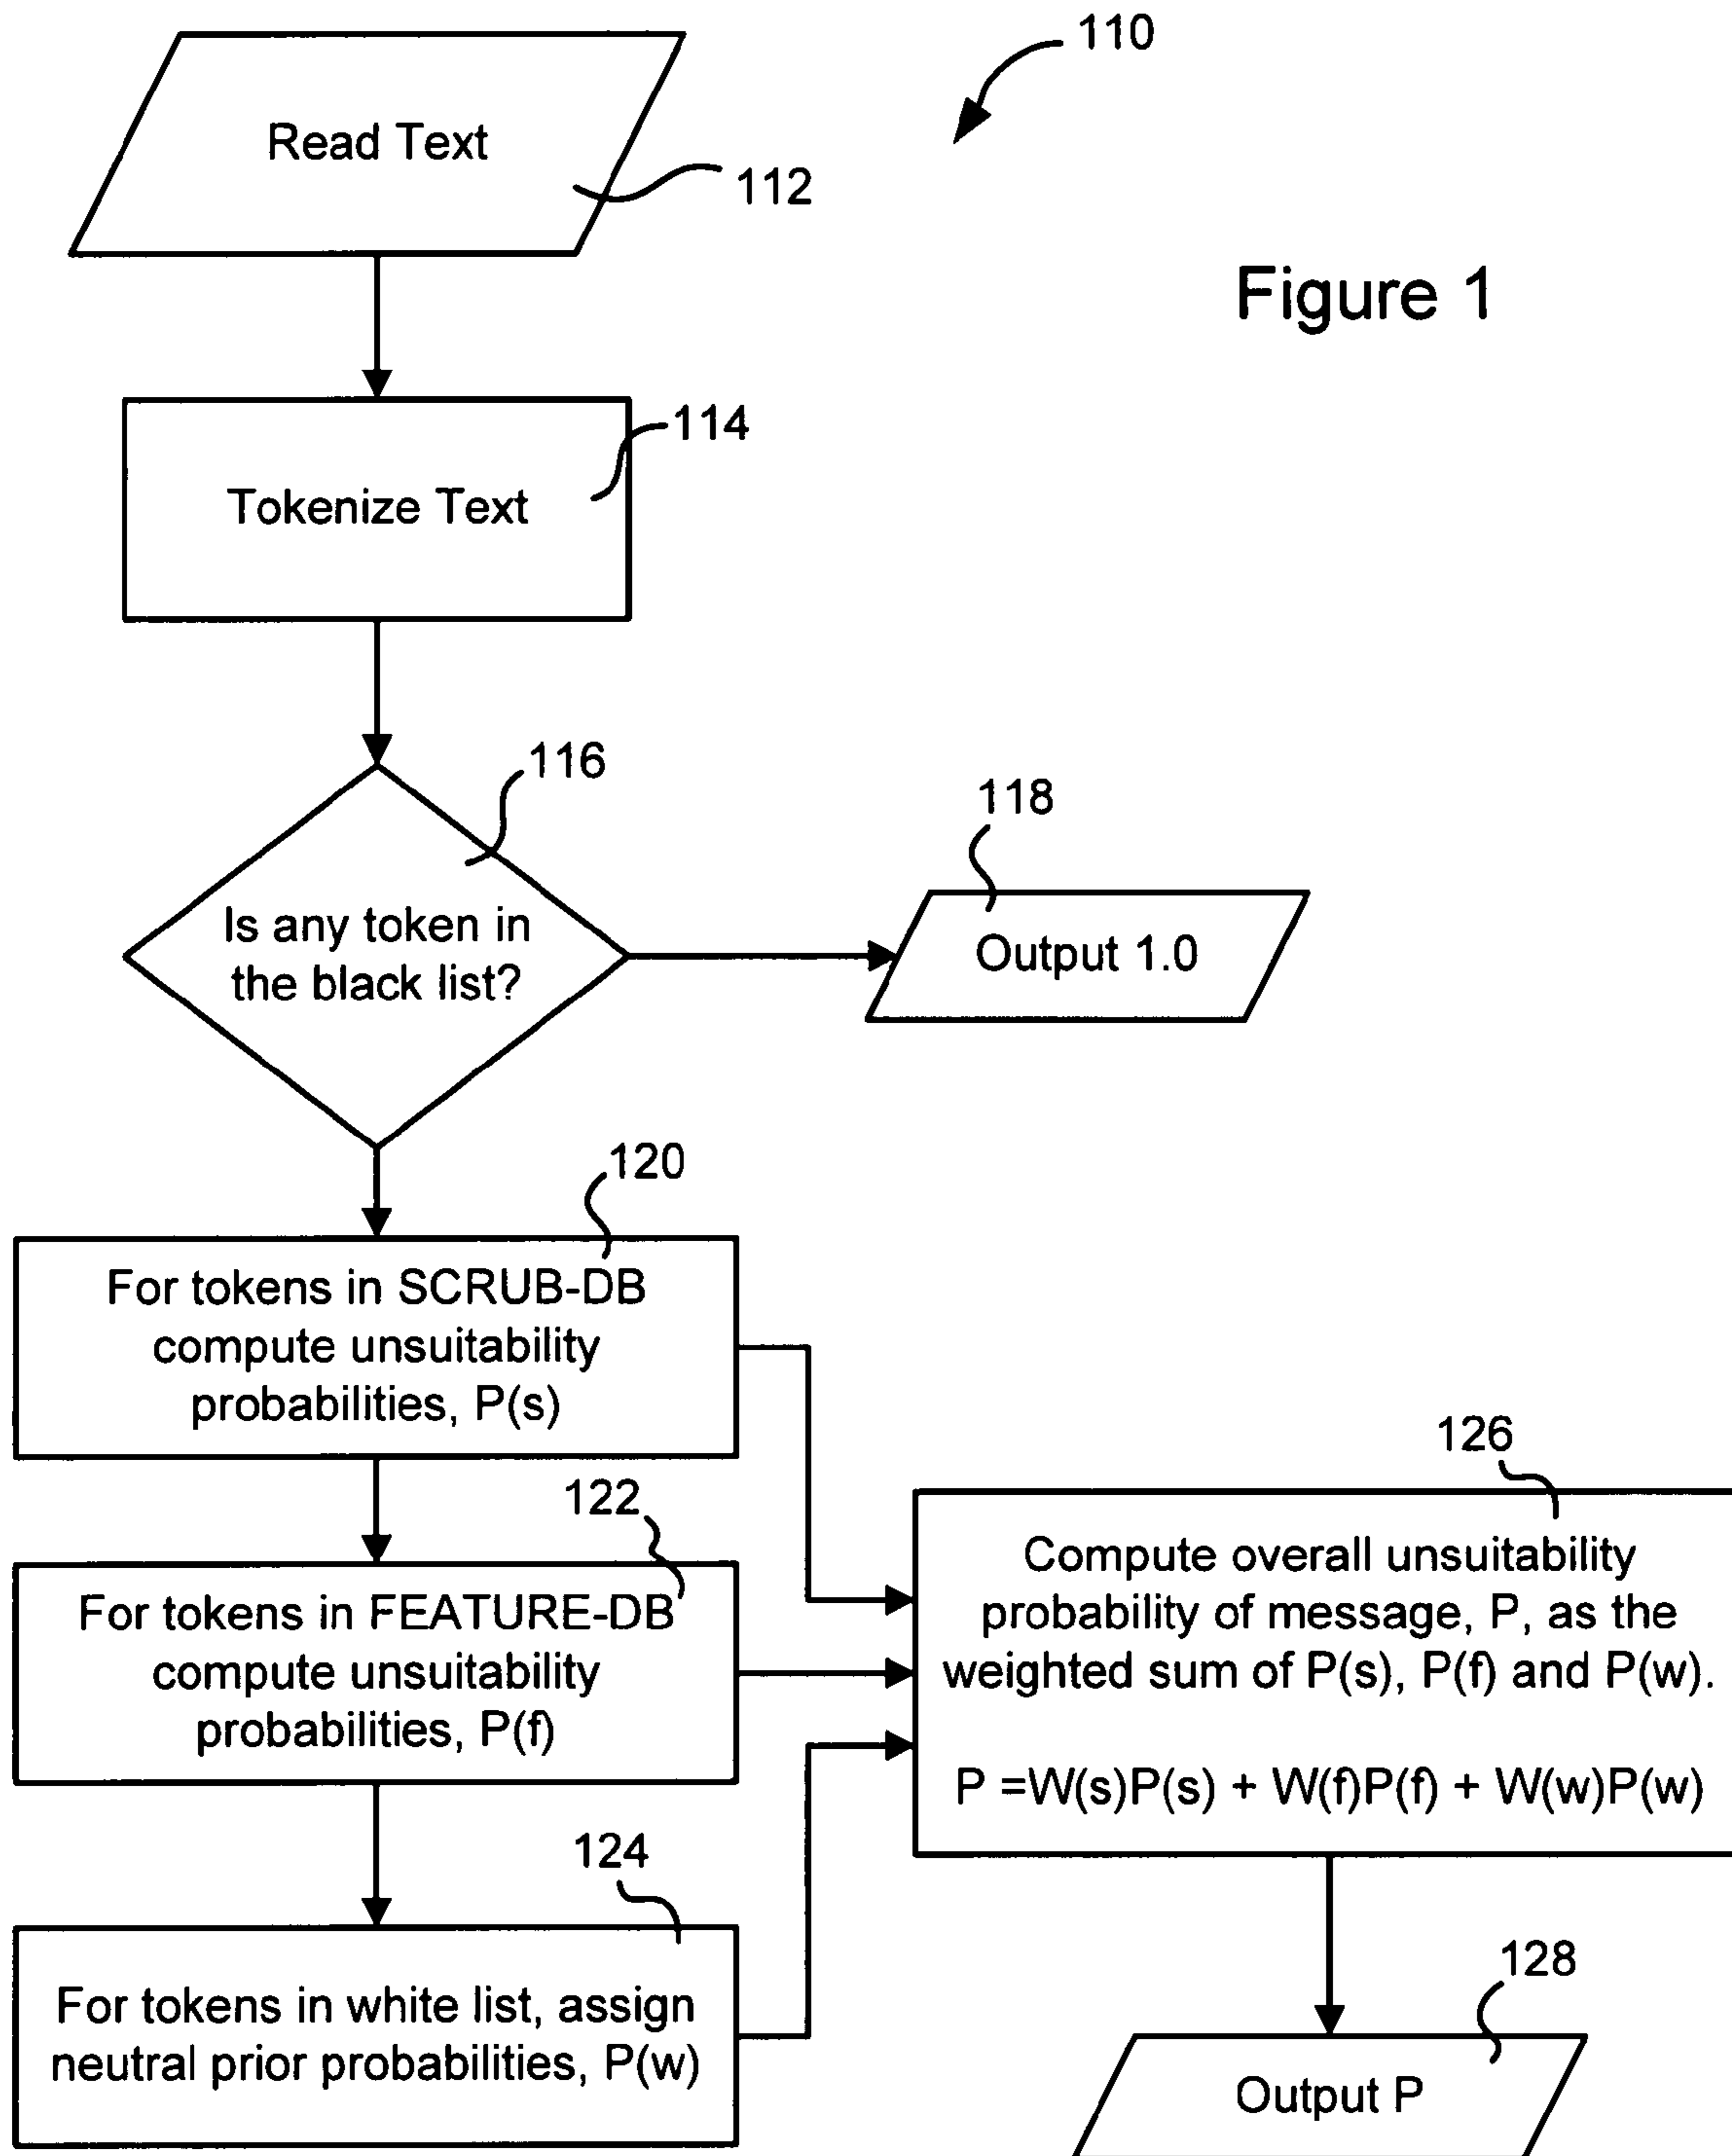 110
Read Text
112
Figure 1
114
Tokenize Text
116
118
Is any token in
the black list?
Output 1.0
120
For tokens in SCRUB-DB
compute unsuitability
probabilities, P(s)
126
122
Compute overall unsuitability
probability of message, P, as the
weighted sum of P(s), P(f) and P(w).
P =W(s)P(s) + W(f)P(f) + W(w)P(w)
For tokens in FEATURE-DB
compute unsuitability
probabilities, P(f)
124
For tokens in white list, assign
neutral prior probabilities, P(w)
128
Output P